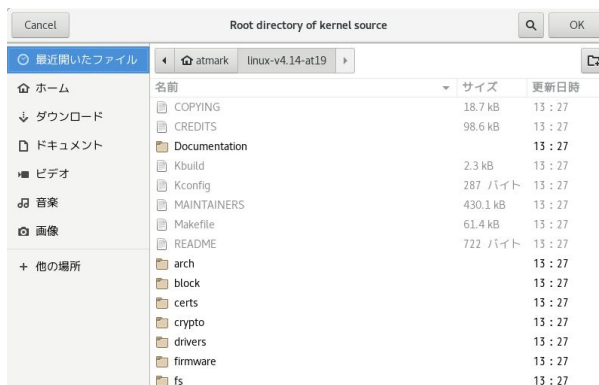 Cancel Root directory of kernel source OK
最近開いたファイル atmark linux-v4.14-at19
ホーム 名前 サイズ 更新日時
COPYING 18.7 kB 13：27
ダウンロード CREDITS 98.6 kB 13：27
ドキュメント Documentation 13：27
Kbuild 2.3 kB 13：27
ビデオ Kconfig 287 バイト 13：27
音楽 MAINTAINERS 430.1 kB 13：27
画像 Makefile 61.4 kB 13：27
README 722 バイト 13：27
+ 他の場所 arch 13：27
block 13：27
certs 13：27
crypto 13：27
drivers 13：27
firmware 13：27
fs 13：27